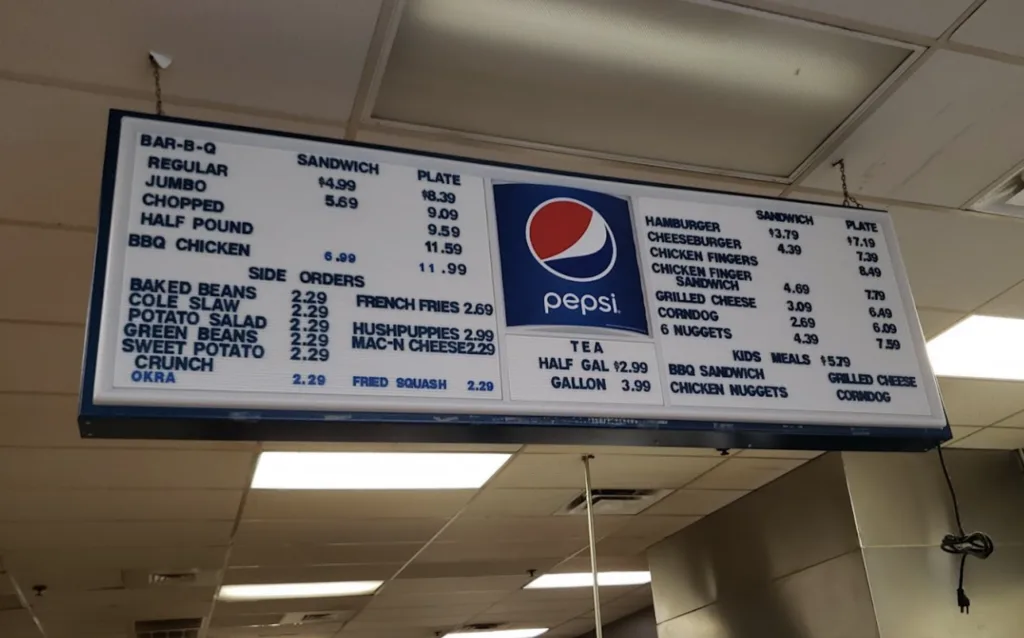 BAR-B-Q SANDWICH PLATE
REGULAR $4.99 $8.39
JUMBO 5.69 9.09
CHOPPED 9.59
HALF POUND 11.59
BBQ CHICKEN 6.99 11.99
SIDE ORDERS
BAKED BEANS 2.29 FRENCH FRIES 2.69
COLE SLAW 2.29
POTATO SALAD 2.29 HUSHPUPPIES 2.99
GREEN BEANS 2.29 MAC-N CHEESE 2.29
SWEET POTATO 2.29
CRUNCH
OKRA 2.29 FRIED SQUASH 2.29
pepsi
TEA
HALF GAL $2.99
GALLON 3.99
SANDWICH PLATE
HAMBURGER $3.79 $7.19
CHEESEBURGER 4.39 7.39
CHICKEN FINGERS 8.49
CHICKEN FINGER
SANDWICH 4.69 7.79
GRILLED CHEESE 3.09 6.49
CORNDOG 2.69 6.09
6 NUGGETS 4.39 7.59
KIDS MEALS $5.79
BBQ SANDWICH GRILLED CHEESE
CHICKEN NUGGETS CORNDOG